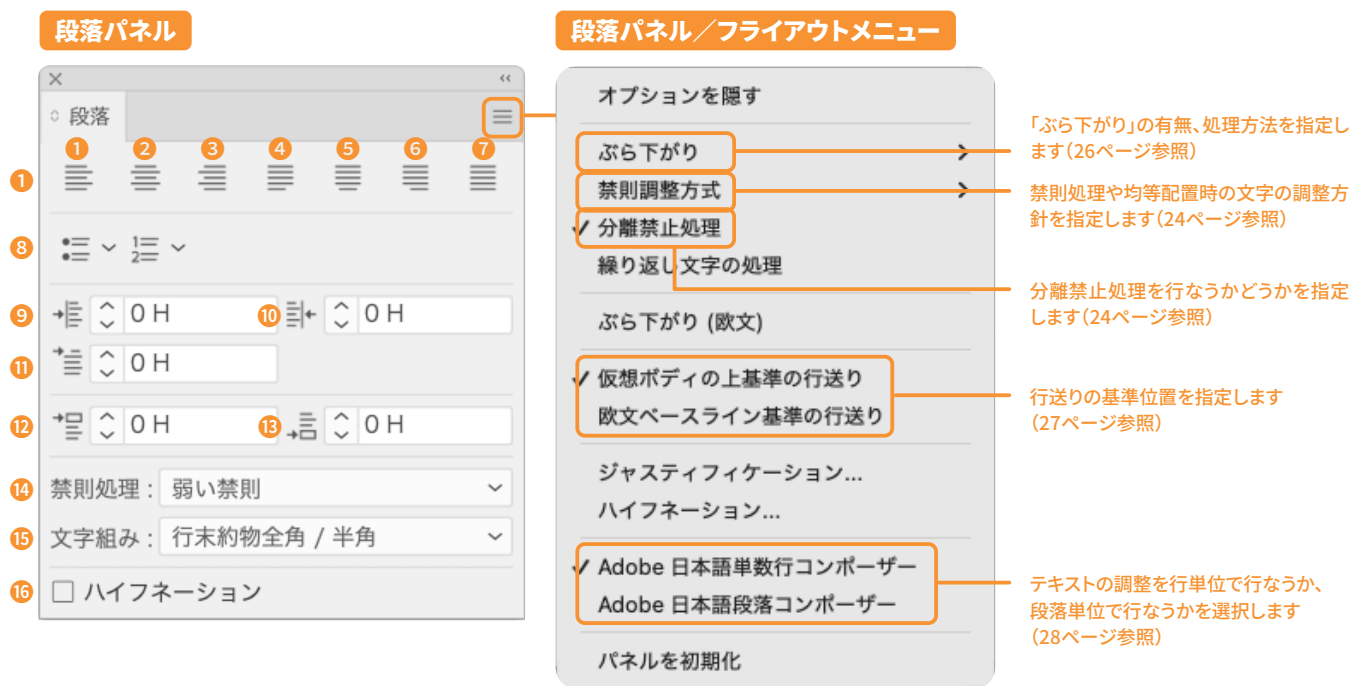 段落パネル
段落パネル／フライアウトメニュー
段落
1 2 3 4 5 6 7
1
8
9 0 H 10 0 H
11 0 H
12 0 H 13 0 H
14 禁則処理： 弱い禁則
15 文字組み： 行末約物全角 / 半角
16 ハイフネーション
オプションを隠す
ぶら下がり
禁則調整方式
✓ 分離禁止処理
繰り返し文字の処理
ぶら下がり (欧文)
✓ 仮想ボディの上基準の行送り
欧文ベースライン基準の行送り
ジャスティフィケーション...
ハイフネーション...
✓ Adobe 日本語単数行コンポーザー
Adobe 日本語段落コンポーザー
パネルを初期化
「ぶら下がり」の有無、処理方法を指定し
ます（26ページ参照）
禁則処理や均等配置時の文字の調整方
針を指定します（24ページ参照）
分離禁止処理を行なうかどうかを指定
します（24ページ参照）
行送りの基準位置を指定します
（27ページ参照）
テキストの調整を行単位で行なうか、
段落単位で行なうかを選択します
（28ページ参照）